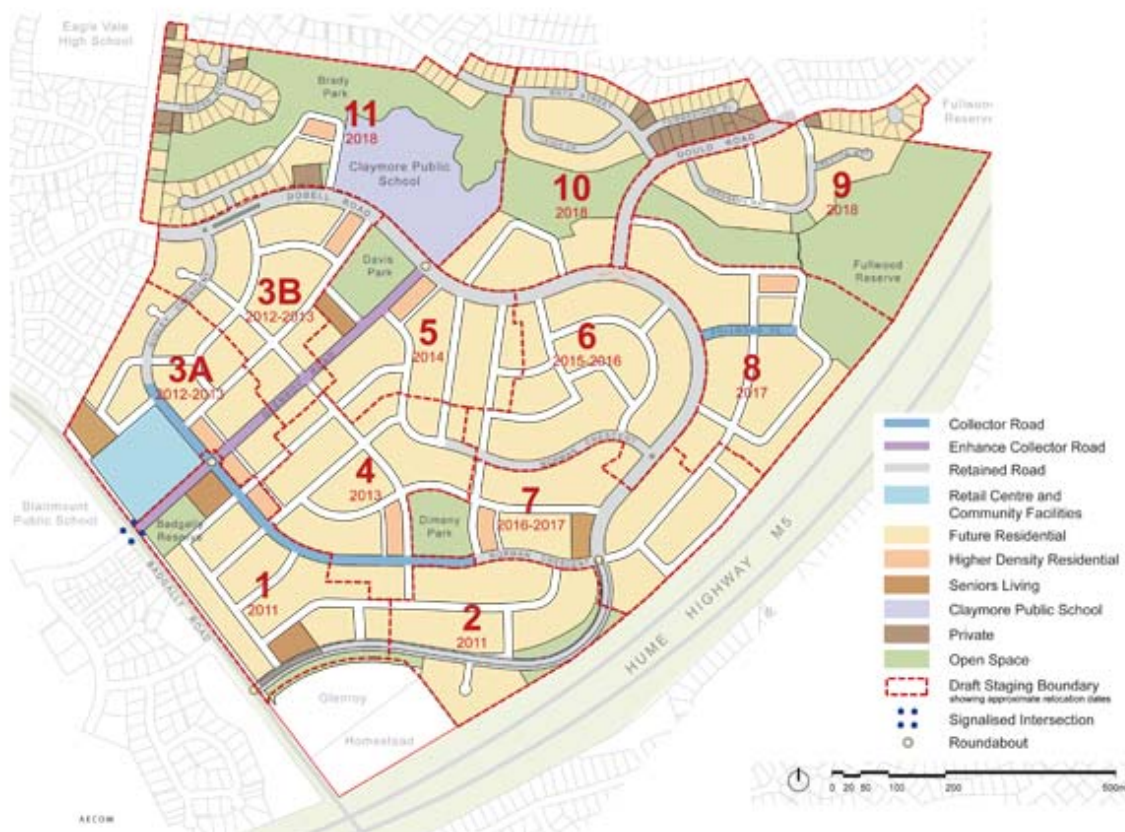 Eagle Vale
High School
Brady
Park
11
2018
Claymore Public
School
10
2018
GOULD ROAD
Fullwood
Reserve
9
2018
DOBELL ROAD
Davis
Park
3B
2012-2013
5
2014
6
2015-2016
Fullwood
Reserve
8
2017
3A
2012-2013
4
2013
7
2016-2017
Dimeny
Park
NORMAN CRESCENT
Blairmount
Public School
Badgally
Reserve
BADGALLY ROAD
1
2011
2
2011
Glenroy
Homestead
HUME HIGHWAY M5
Collector Road
Enhance Collector Road
Retained Road
Retail Centre and
Community Facilities
Future Residential
Higher Density Residential
Seniors Living
Claymore Public School
Private
Open Space
Draft Staging Boundary
showing approximate relocation dates
Signalised Intersection
Roundabout
0 20 50 100 200 500m
AECOM